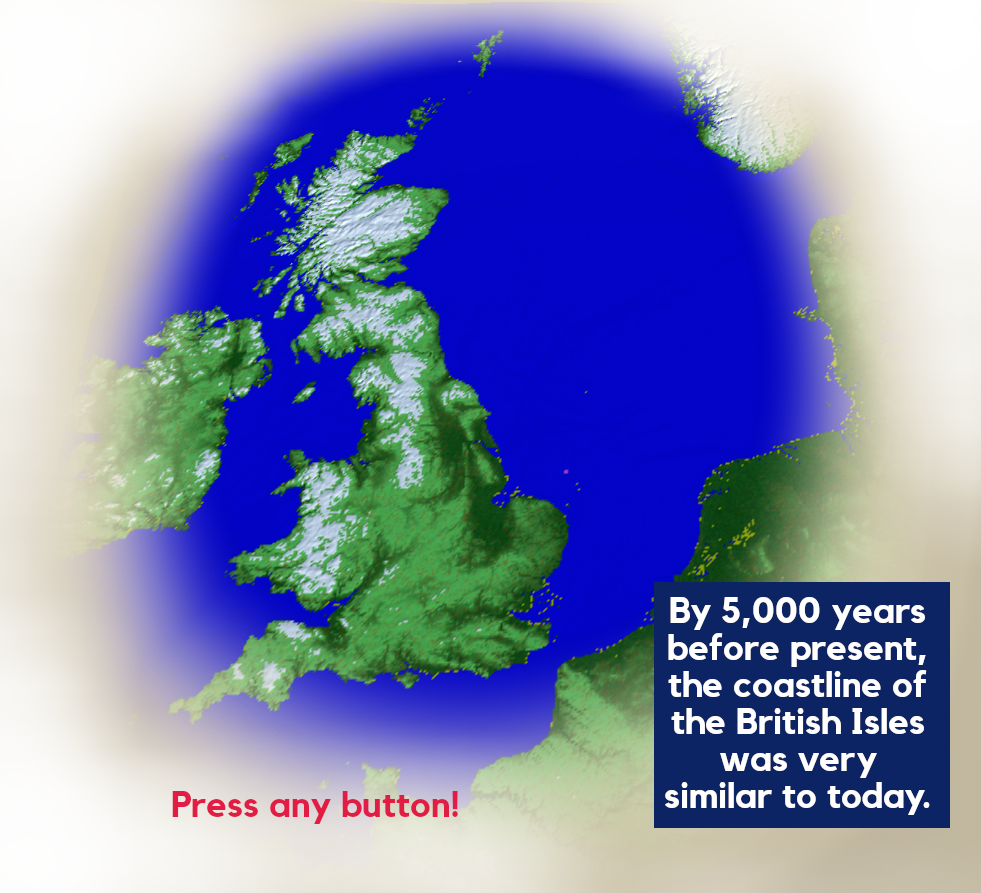 By 5,000 years
before present,
the coastline of
the British Isles
was very
similar to today.
Press any button!